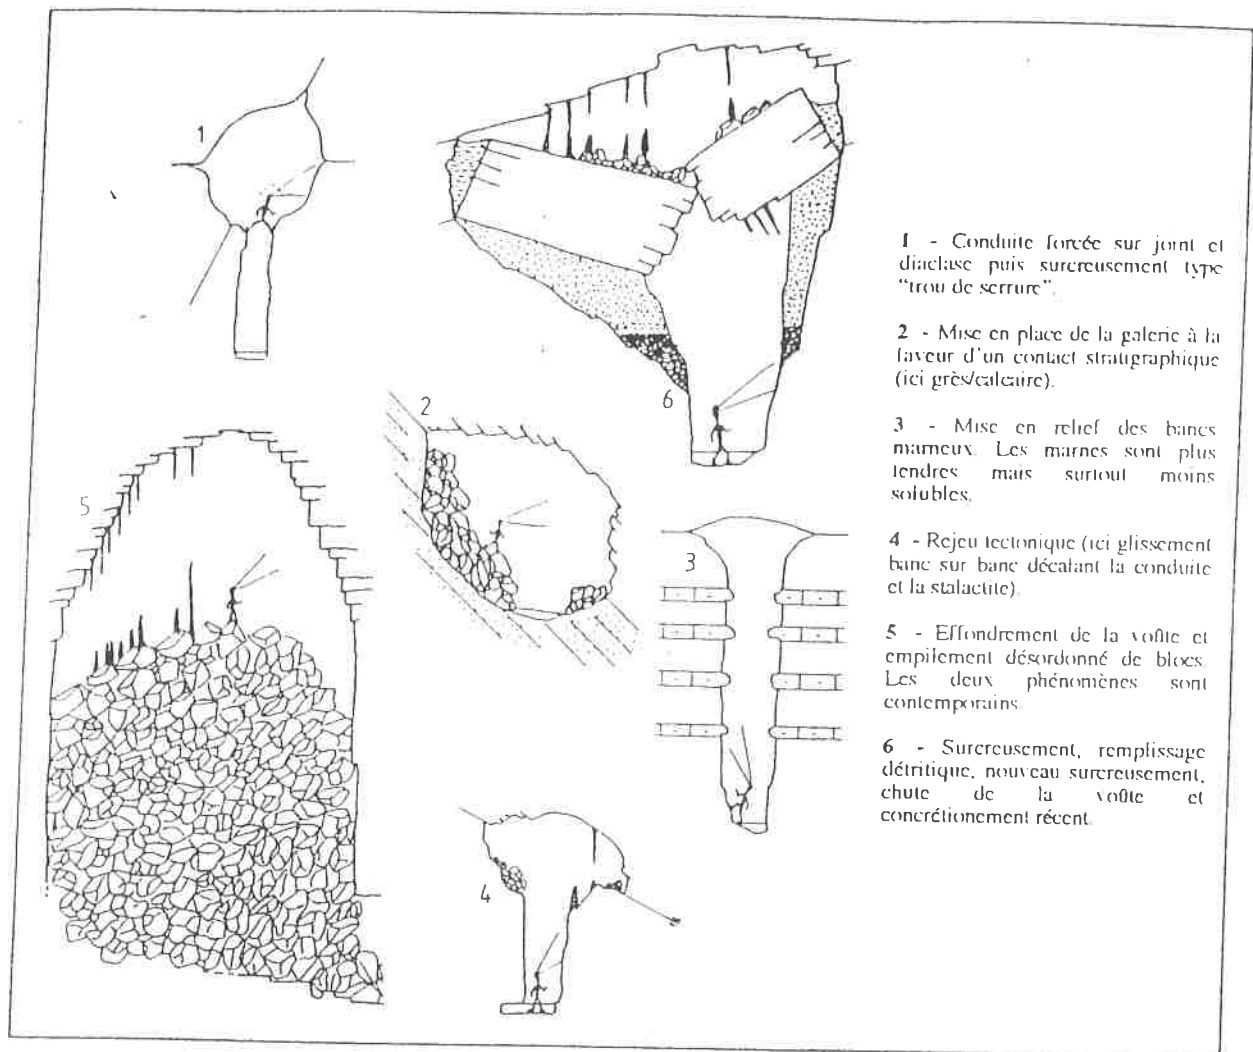 1
2
3
4
5
6
1 - Conduite forcée sur joint et
diaclase puis surcreusement type
"trou de serrure".
2 - Mise en place de la galerie à la
faveur d'un contact stratigraphique
(ici grès/calcaire).
3 - Mise en relief des bancs
marneux. Les marnes sont plus
tendres mais surtout moins
solubles.
4 - Rejeu tectonique (ici glissement
banc sur banc décalant la conduite
et la stalactite).
5 - Effondrement de la voûte et
empilement désordonné de blocs.
Les deux phénomènes sont
contemporains.
6 - Surcreusement, remplissage
détritique, nouveau surcreusement,
chute de la voûte et
concrétionement récent.